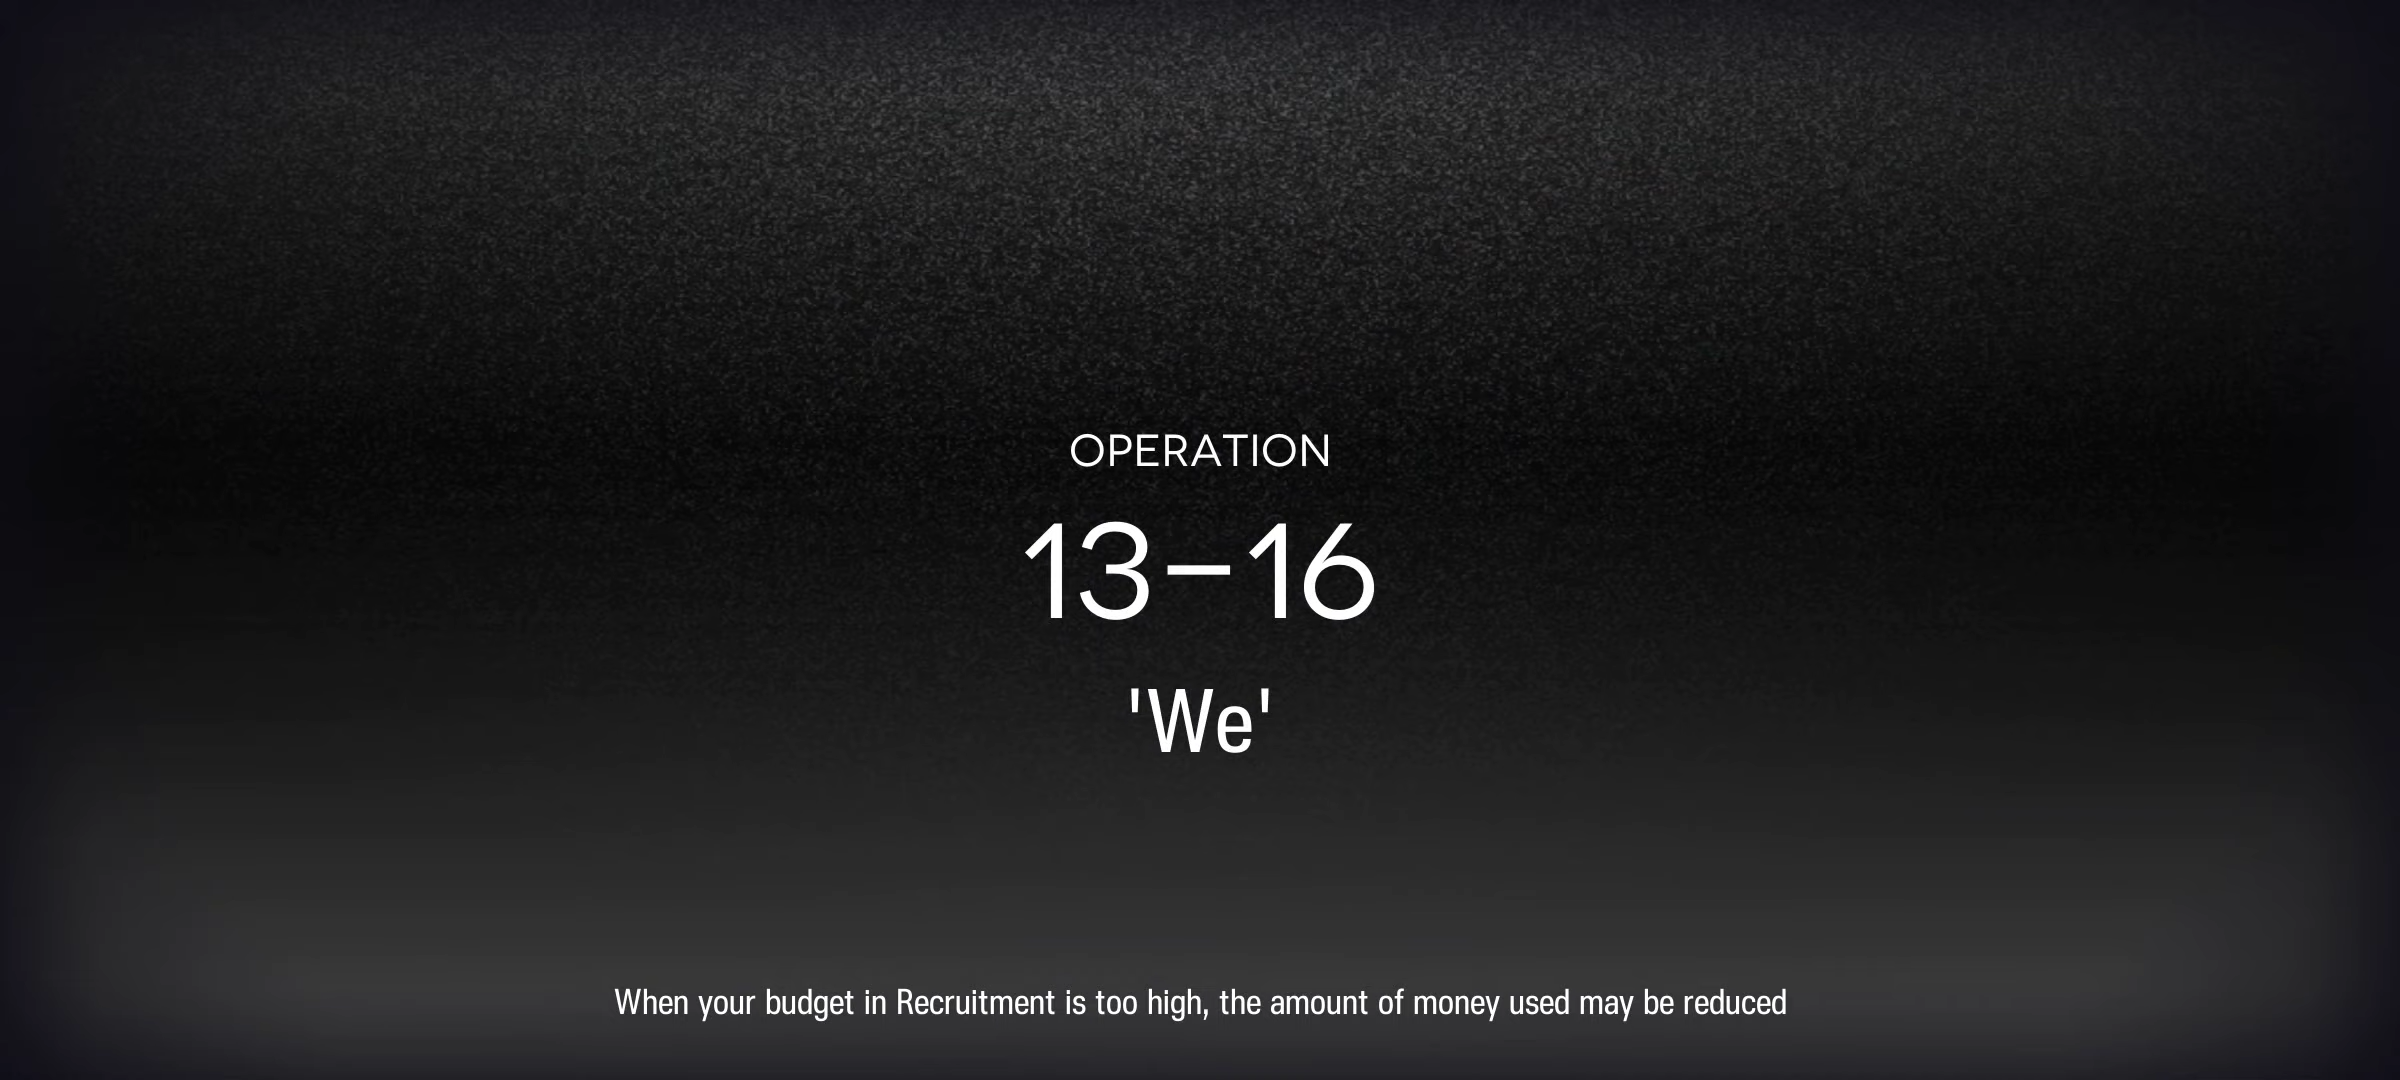 OPERATION
13–16
'We'
When your budget in Recruitment is too high, the amount of money used may be reduced